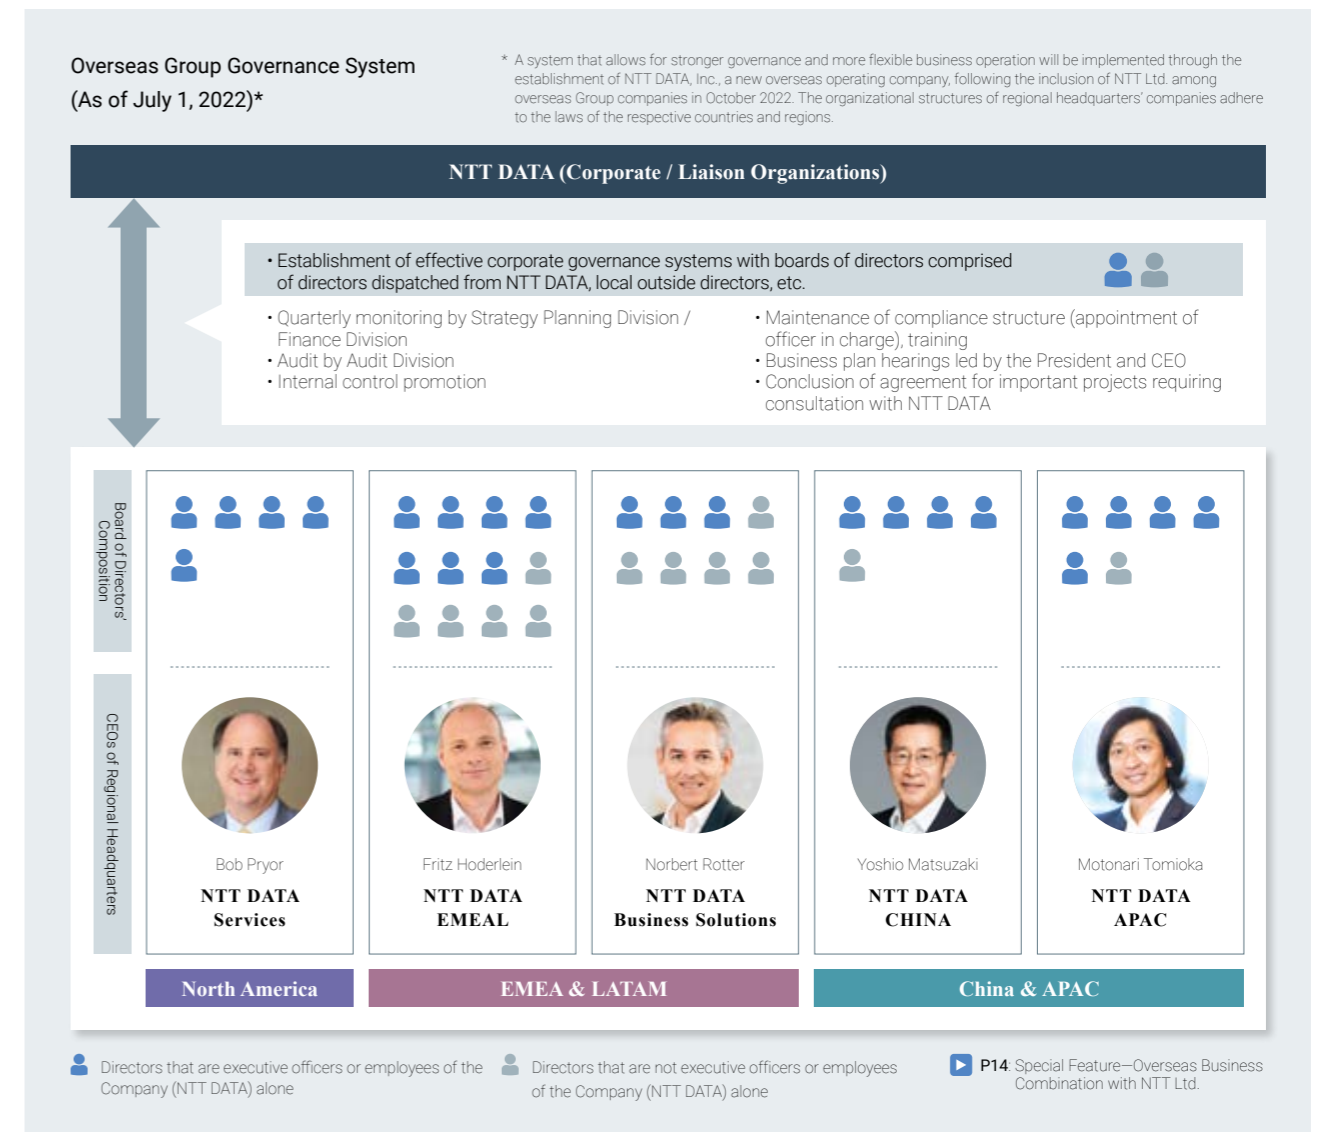 Overseas Group Governance System
(As of July 1, 2022)*
* A system that allows for stronger governance and more flexible business operation will be implemented through the
establishment of NTT DATA, Inc., a new overseas operating company, following the inclusion of NTT Ltd. among
overseas Group companies in October 2022. The organizational structures of regional headquarters' companies adhere
to the laws of the respective countries and regions.
NTT DATA (Corporate / Liaison Organizations)
• Establishment of effective corporate governance systems with boards of directors comprised
of directors dispatched from NTT DATA, local outside directors, etc.
• Quarterly monitoring by Strategy Planning Division /
Finance Division
• Audit by Audit Division
• Internal control promotion
• Maintenance of compliance structure (appointment of
officer in charge), training
• Business plan hearings led by the President and CEO
• Conclusion of agreement for important projects requiring
consultation with NTT DATA
Board of Directors'
Composition
CEOs of Regional Headquarters
Bob Pryor
NTT DATA
Services
Fritz Hoderlein
NTT DATA
EMEAL
Norbert Rotter
NTT DATA
Business Solutions
Yoshio Matsuzaki
NTT DATA
CHINA
Motonari Tomioka
NTT DATA
APAC
North America
EMEA & LATAM
China & APAC
Directors that are executive officers or employees of the
Company (NTT DATA) alone
Directors that are not executive officers or employees
of the Company (NTT DATA) alone
P14: Special Feature—Overseas Business
Combination with NTT Ltd.